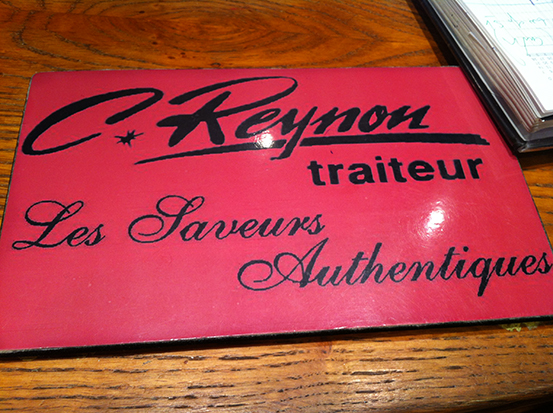 C. Reynon
traiteur
Les Saveurs
Authentiques